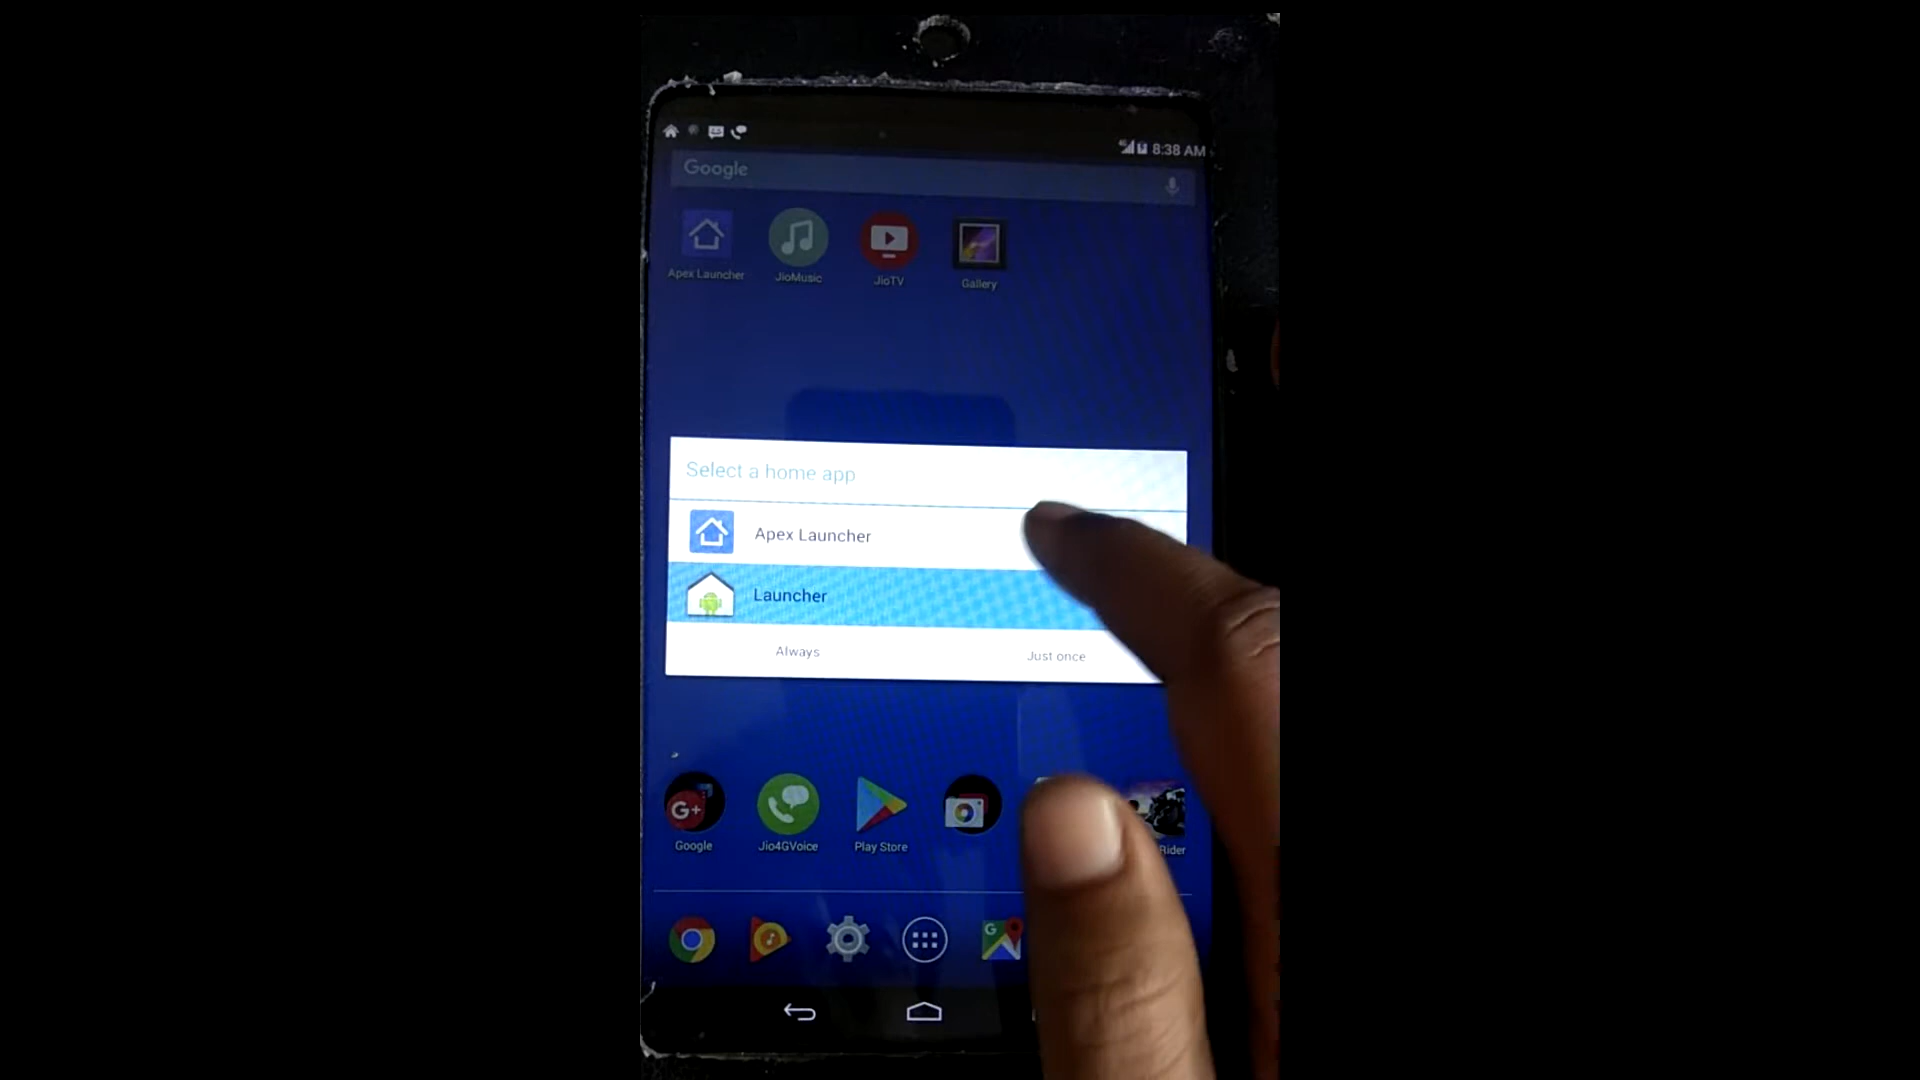 8:38 AM
Google
Apex Launcher
JioMusic
JioTV
Gallery
Select a home app
Apex Launcher
Launcher
Always
Just once
Google
Jio4GVoice
Play Store
Rider
G+
G